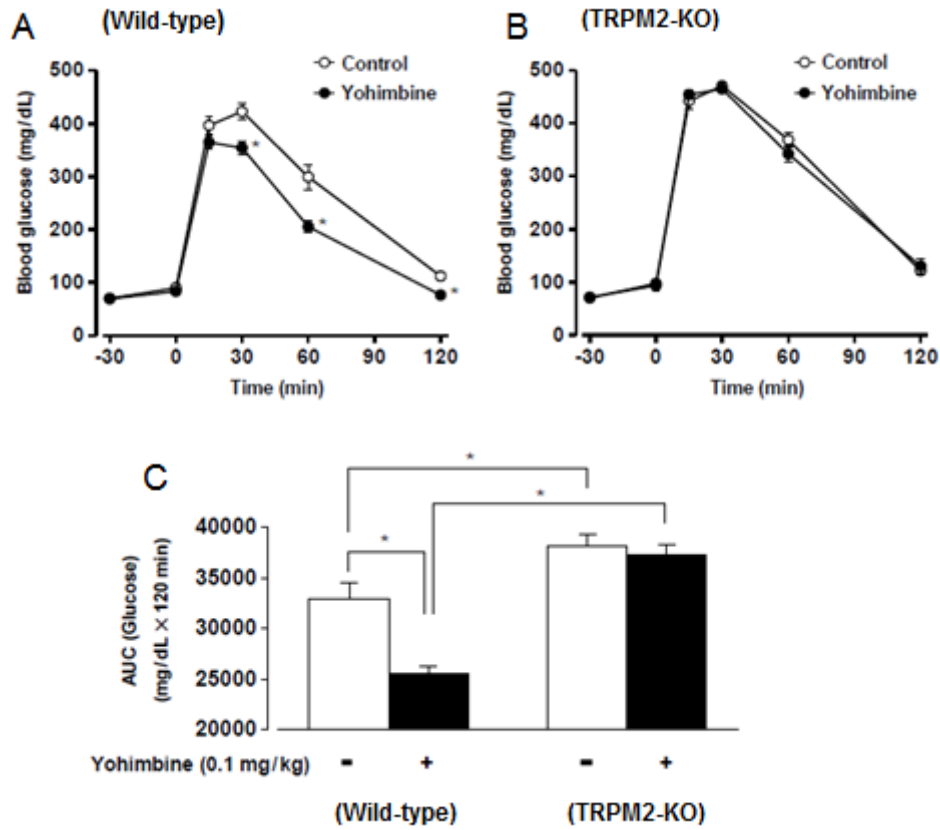 A (Wild-type)
Control
Yohimbine
Blood glucose (mg/dL)
500
400
300
200
100
0
*
*
*
-30 0 30 60 90 120
Time (min)
B (TRPM2-KO)
Control
Yohimbine
Blood glucose (mg/dL)
500
400
300
200
100
0
-30 0 30 60 90 120
Time (min)
C
*
*
*
AUC (Glucose)
(mg/dL × 120 min)
40000
35000
30000
25000
20000
Yohimbine (0.1 mg/kg) - + - +
(Wild-type) (TRPM2-KO)